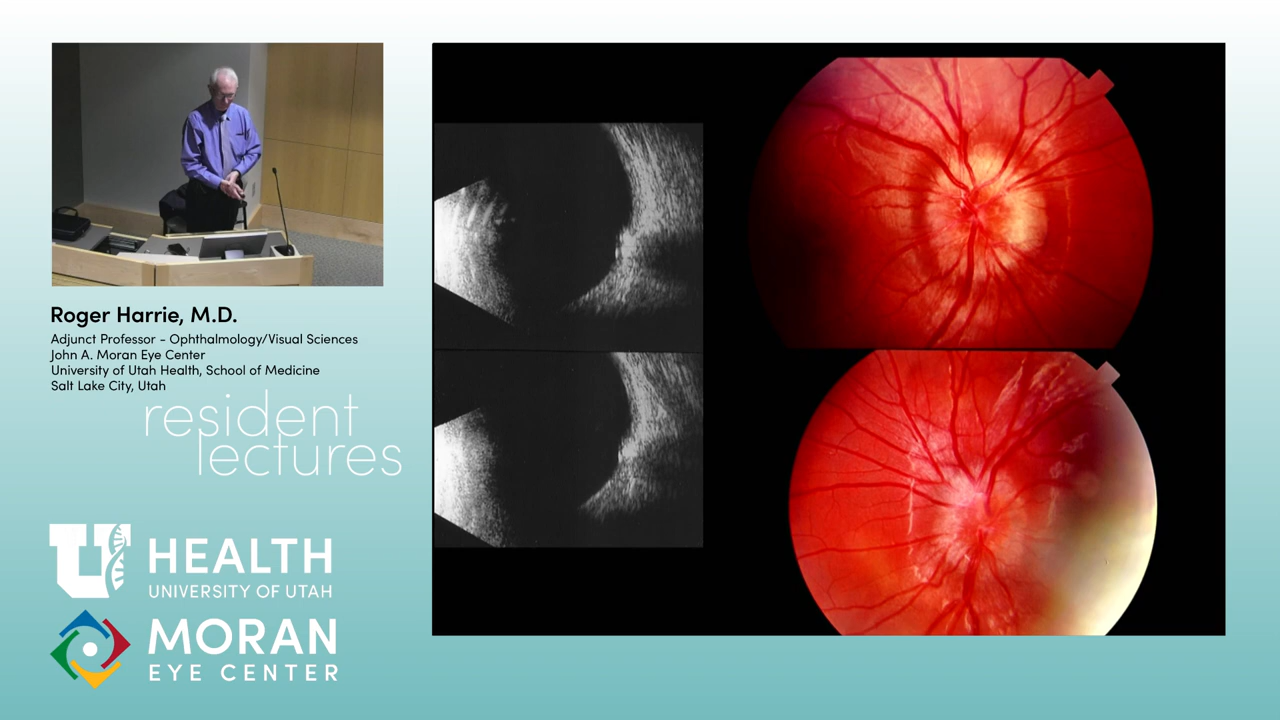 Roger Harrie, M.D.
Adjunct Professor - Ophthalmology/Visual Sciences
John A. Moran Eye Center
University of Utah Health, School of Medicine
Salt Lake City, Utah
resident
lectures
U HEALTH
UNIVERSITY OF UTAH
MORAN
EYE CENTER